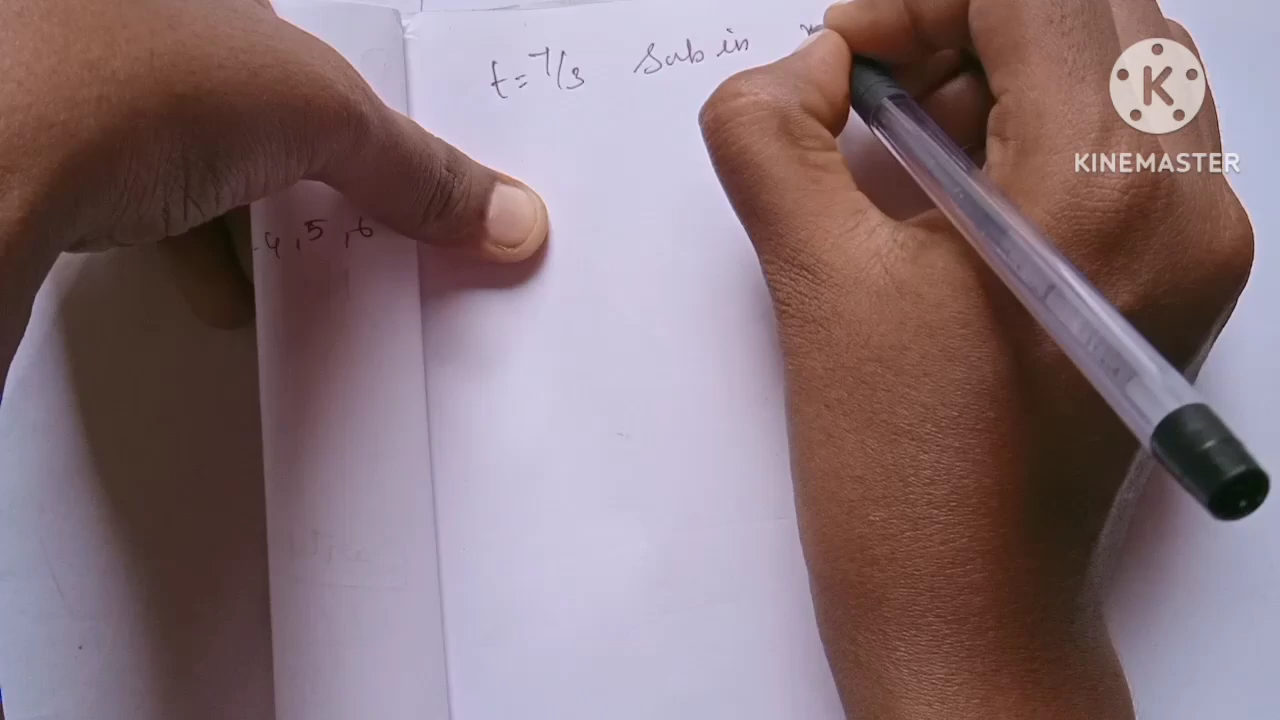 t = 7/3 Sub in
-4, 5, 6
K
KINEMASTER